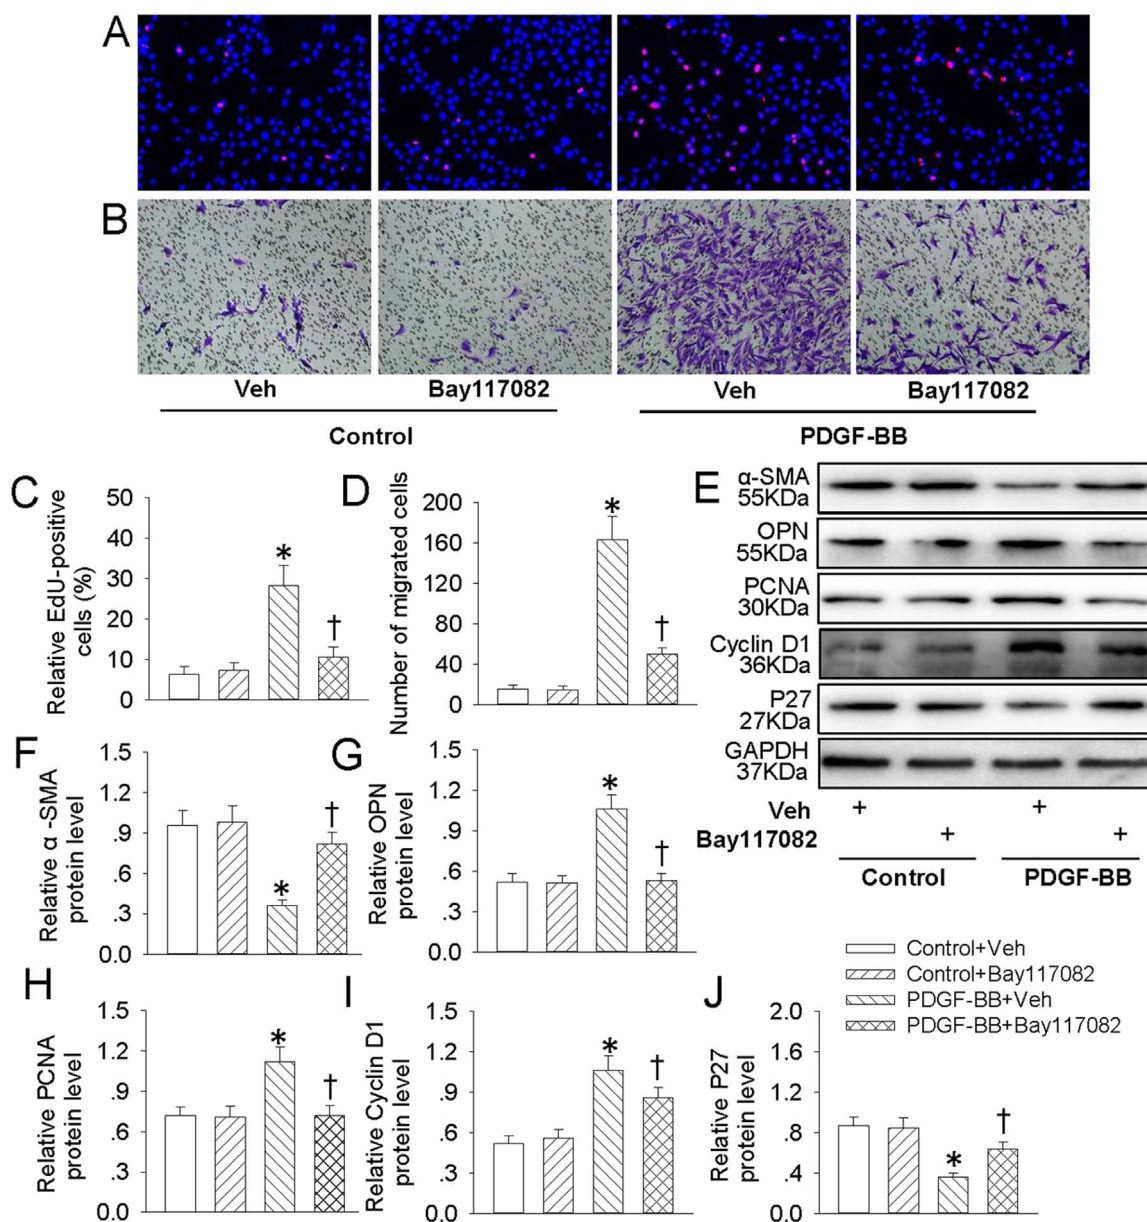 A
B
Veh
Bay117082
Veh
Bay117082
Control
PDGF-BB
C
Relative EdU-positive
cells (%)
50
40
30
20
10
0
*
†
D
Number of migrated cells
200
160
120
80
40
0
*
†
E
α-SMA
55KDa
OPN
55KDa
PCNA
30KDa
Cyclin D1
36KDa
P27
27KDa
GAPDH
37KDa
Veh + +
Bay117082 + +
Control PDGF-BB
F
Relative α -SMA
protein level
1.5
1.2
.9
.6
.3
0.0
*
†
G
Relative OPN
protein level
1.5
1.2
.9
.6
.3
0.0
*
†
Control+Veh
Control+Bay117082
PDGF-BB+Veh
PDGF-BB+Bay117082
H
Relative PCNA
protein level
1.5
1.2
.9
.6
.3
0.0
*
†
I
Relative Cyclin D1
protein level
1.5
1.2
.9
.6
.3
0.0
*
†
J
Relative P27
protein level
2.0
1.6
1.2
.8
.4
0.0
*
†